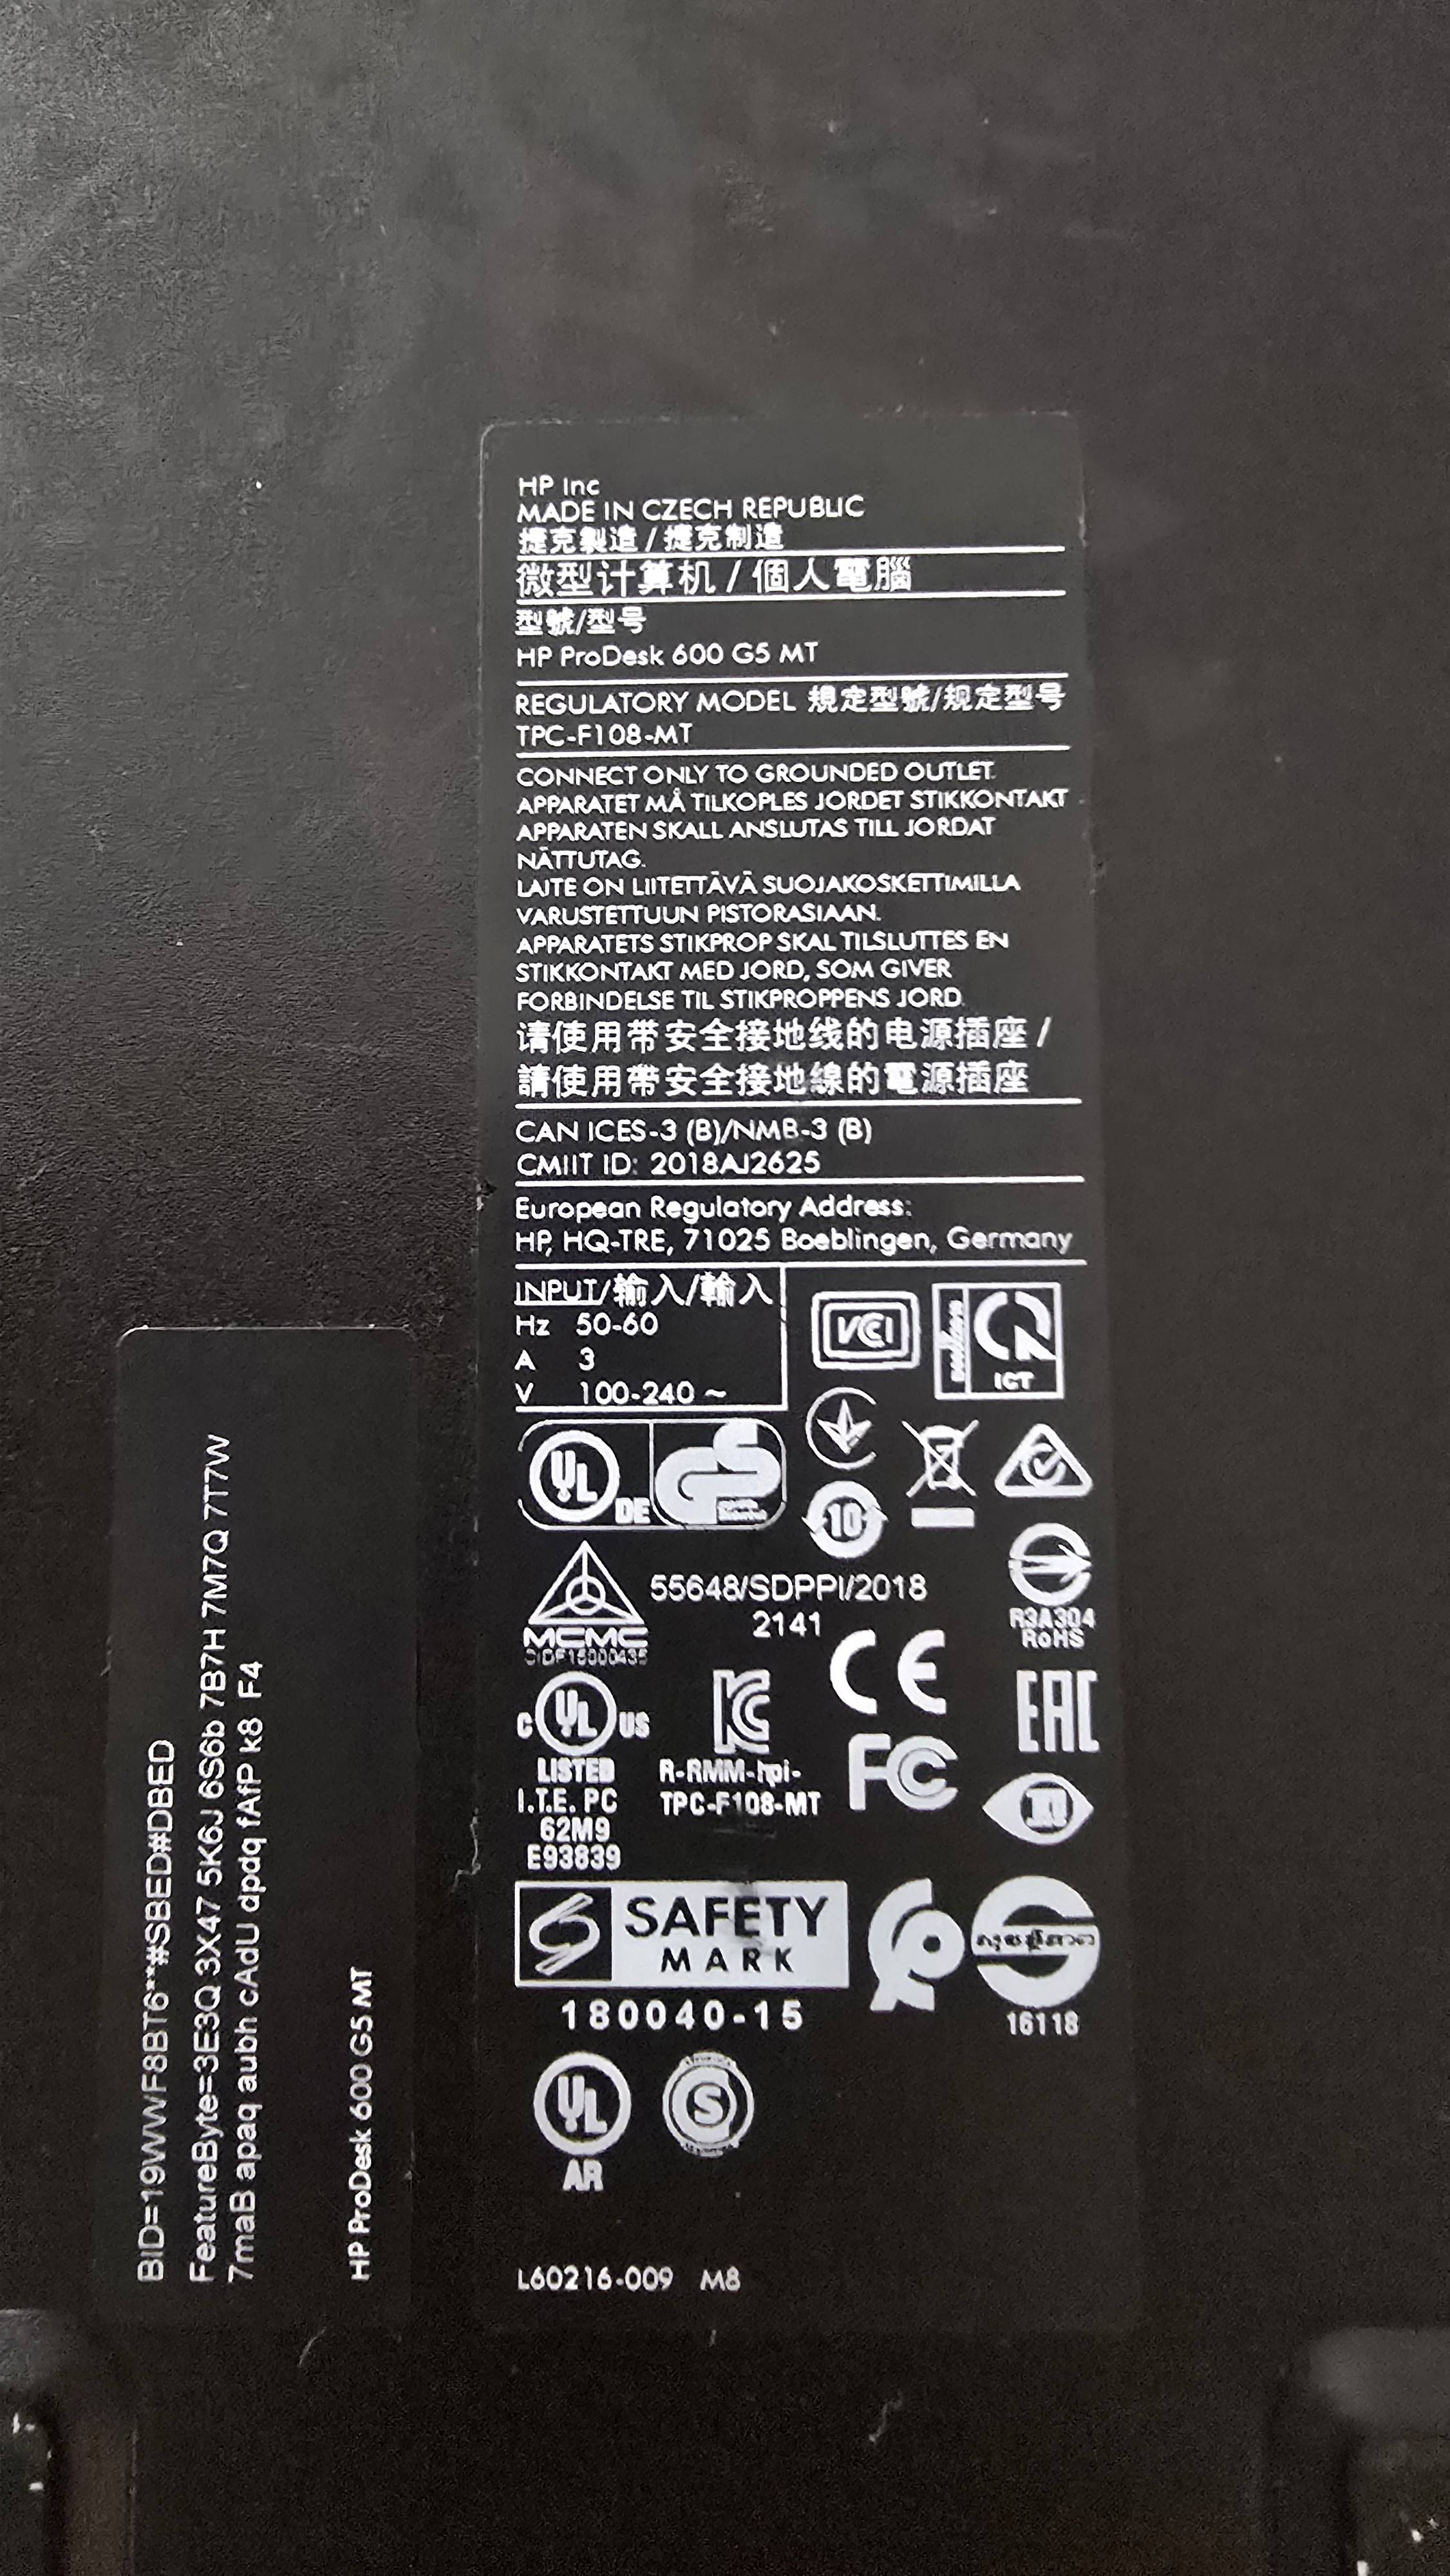 HP Inc
MADE IN CZECH REPUBLIC
捷克製造 / 捷克制造
微型计算机 / 個人電腦
型號/型号
HP ProDesk 600 G5 MT
REGULATORY MODEL 規定型號/规定型号
TPC-F108-MT
CONNECT ONLY TO GROUNDED OUTLET.
APPARATET MÅ TILKOPLES JORDET STIKKONTAKT
APPARATEN SKALL ANSLUTAS TILL JORDAT
NÄTTUTAG.
LAITE ON LIITETTÄVÄ SUOJAKOSKETTIMILLA
VARUSTETTUUN PISTORASIAAN.
APPARATETS STIKPROP SKAL TILSLUTTES EN
STIKKONTAKT MED JORD, SOM GIVER
FORBINDELSE TIL STIKPROPPENS JORD.
请使用带安全接地线的电源插座 /
請使用帶安全接地線的電源插座
CAN ICES-3 (B)/NMB-3 (B)
CMIIT ID: 2018AJ2625
European Regulatory Address:
HP, HQ-TRE, 71025 Boeblingen, Germany
INPUT/输入/輸入
Hz 50-60
A 3
V 100-240 ~
VCI
ICT
UL DE GS
10
55648/SDPPI/2018
2141
MCMC
CIDF15000435
R3A304
RoHS
CE
C UL US
LISTED
I.T.E. PC
62M9
E93839
R-RMM-hpi-
TPC-F108-MT
FC
EAC
SAFETY
MARK
180040-15
16118
UL
AR
S
L60216-009 M8
BID=19WWF8BT6**#SBED#DBED
FeatureByte=3E3Q 3X47 5K6J 6S6b 7B7H 7M7Q 7T7W
7maB apaq aubh cAdU dpdq fAfP k8 F4
HP ProDesk 600 G5 MT